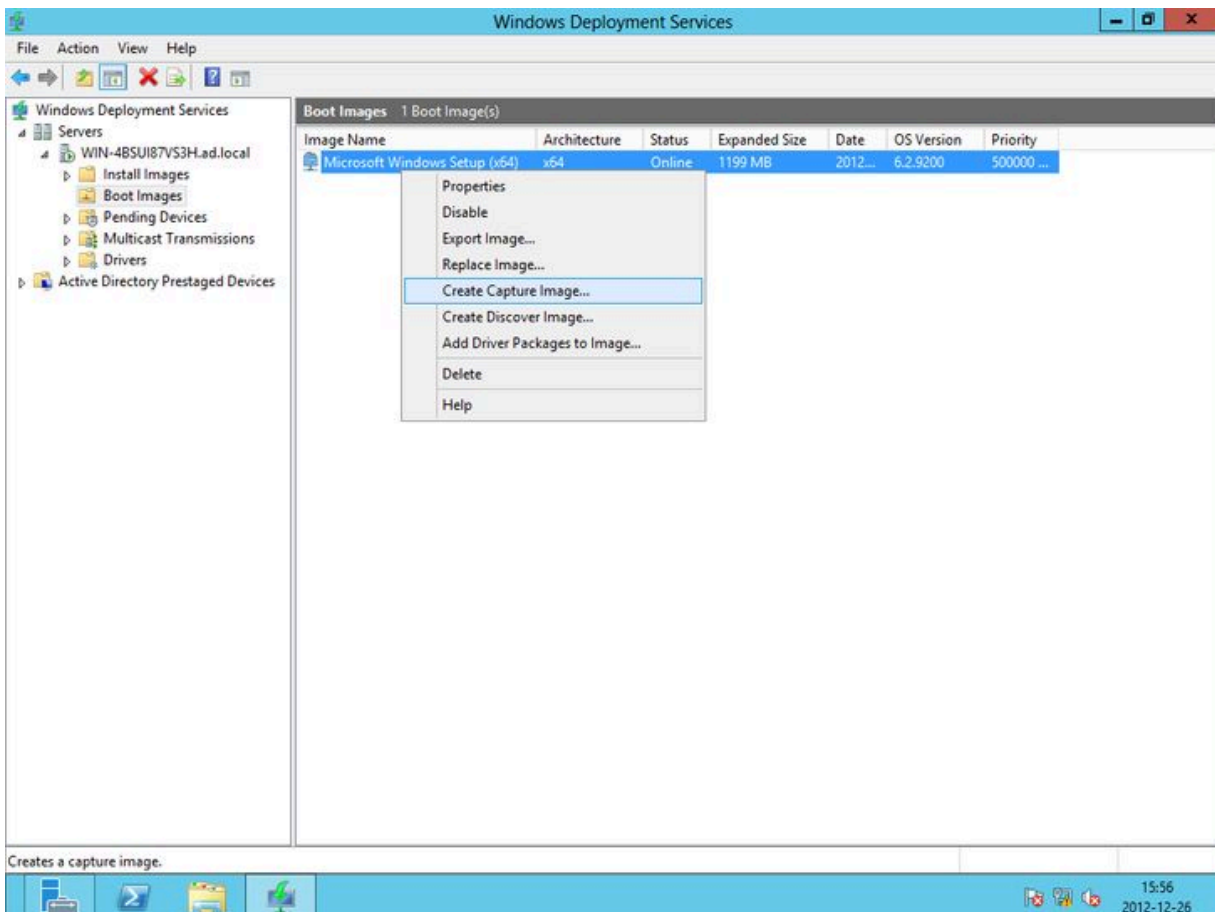 Windows Deployment Services
File Action View Help
Windows Deployment Services
Servers
WIN-4BSUI87VS3H.ad.local
Install Images
Boot Images
Pending Devices
Multicast Transmissions
Drivers
Active Directory Prestaged Devices
Boot Images 1 Boot Image(s)
Image Name Architecture Status Expanded Size Date OS Version Priority
Microsoft Windows Setup (x64) x64 Online 1199 MB 2012... 6.2.9200 500000 ...
Properties
Disable
Export Image...
Replace Image...
Create Capture Image...
Create Discover Image...
Add Driver Packages to Image...
Delete
Help
Creates a capture image.
15:56
2012-12-26